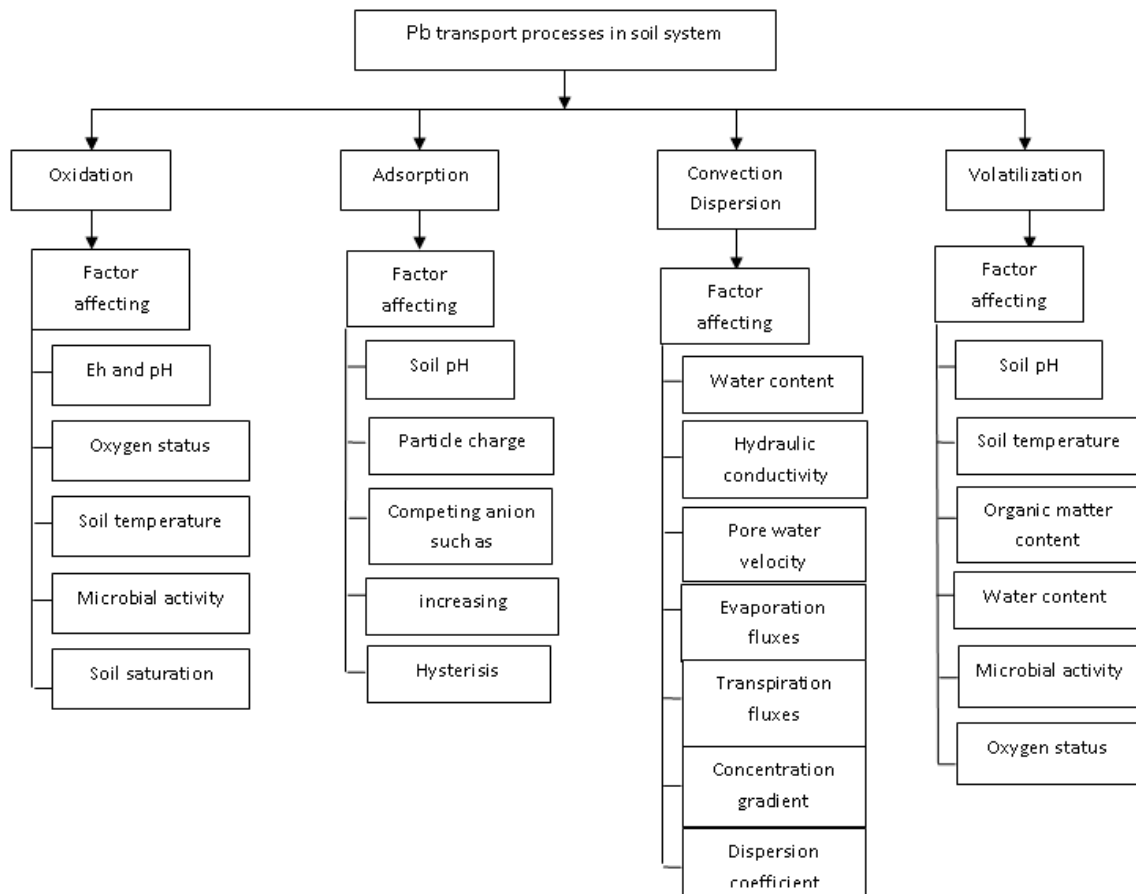 Pb transport processes in soil system
Oxidation
Factor
affecting
Eh and pH
Oxygen status
Soil temperature
Microbial activity
Soil saturation
Adsorption
Factor
affecting
Soil pH
Particle charge
Competing anion
such as
increasing
Hysterisis
Convection
Dispersion
Factor
affecting
Water content
Hydraulic
conductivity
Pore water
velocity
Evaporation
fluxes
Transpiration
fluxes
Concentration
gradient
Dispersion
coefficient
Volatilization
Factor
affecting
Soil pH
Soil temperature
Organic matter
content
Water content
Microbial activity
Oxygen status